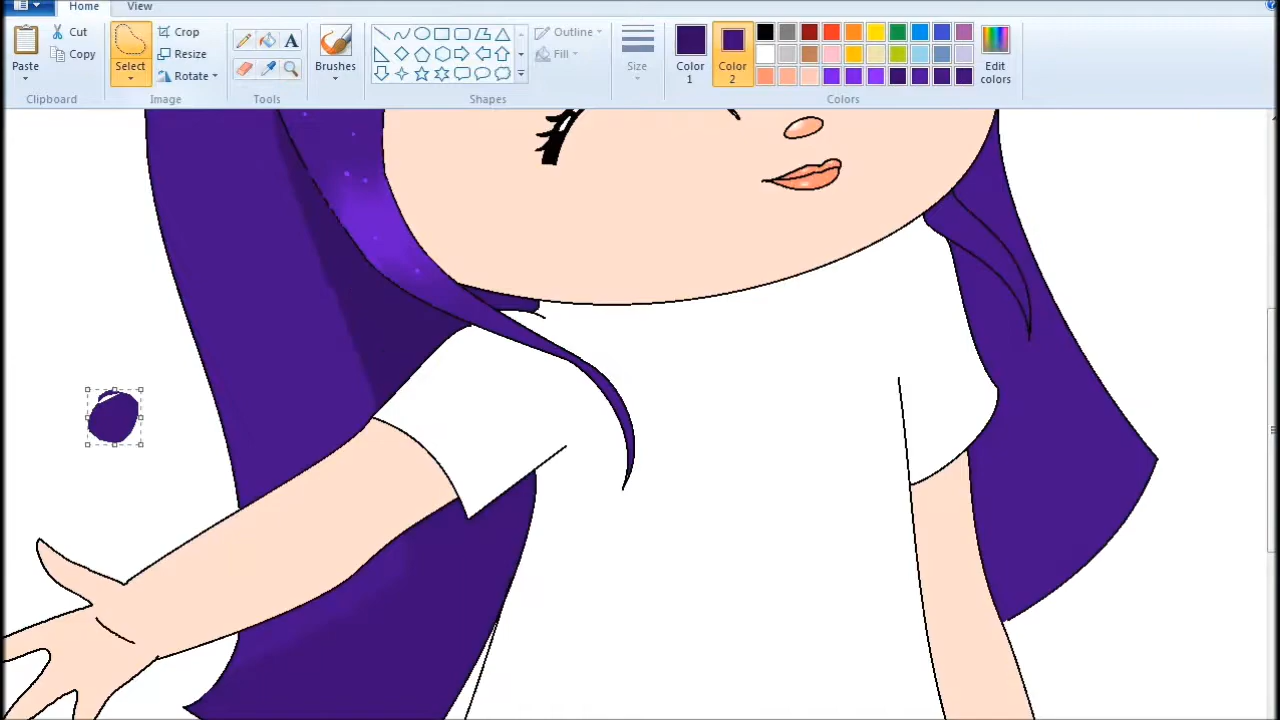 Home View
Cut
Copy
Paste
Clipboard
Select
Crop
Resize
Rotate
Image
A
Tools
Brushes
Outline
Fill
Shapes
Size
Color
1
Color
2
Edit
colors
Colors